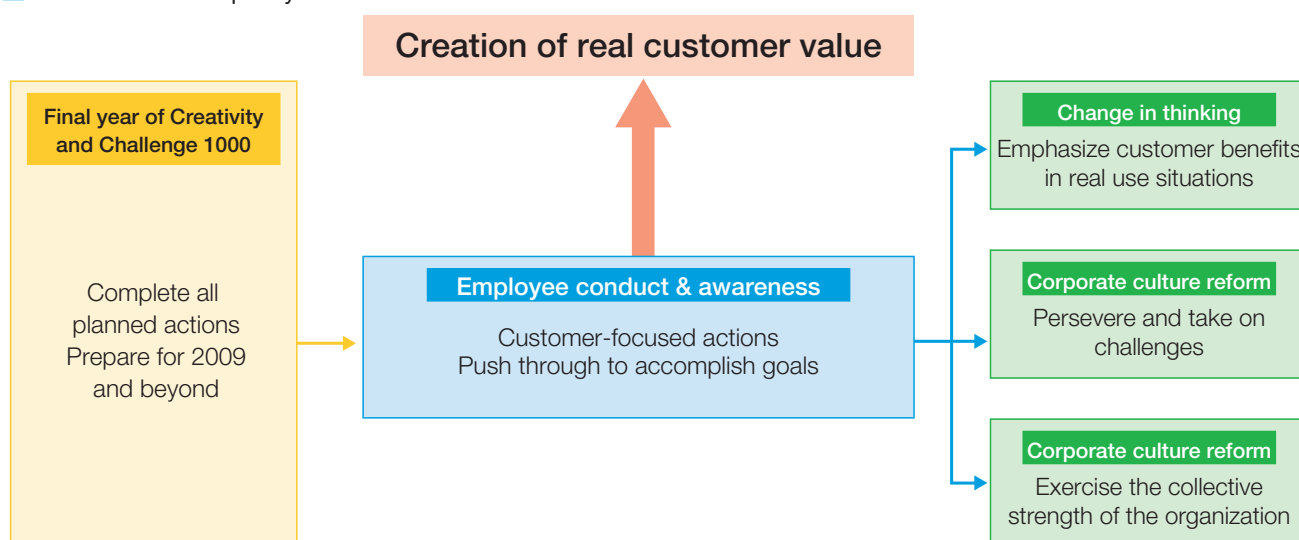 Creation of real customer value
Final year of Creativity
and Challenge 1000
Complete all
planned actions
Prepare for 2009
and beyond
Employee conduct & awareness
Customer-focused actions
Push through to accomplish goals
Change in thinking
Emphasize customer benefits
in real use situations
Corporate culture reform
Persevere and take on
challenges
Corporate culture reform
Exercise the collective
strength of the organization